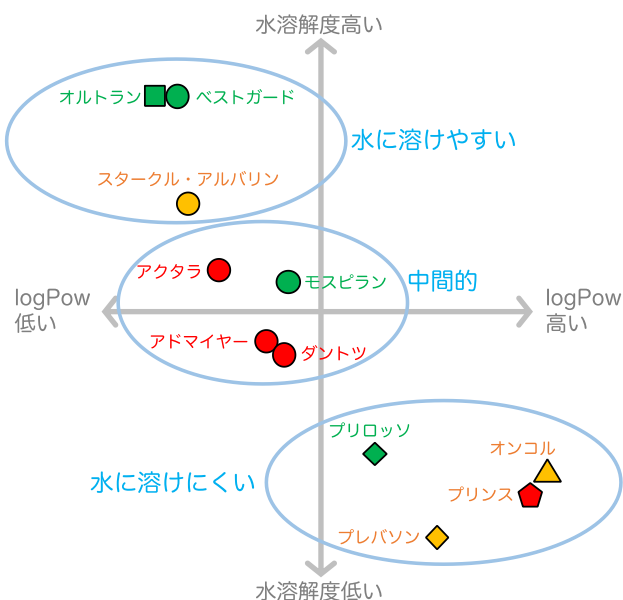 水溶解度高い
オルトラン
ベストガード
水に溶けやすい
スタークル・アルバリン
アクタラ
モスピラン
中間的
logPow
低い
logPow
高い
アドマイヤー
ダントツ
プリロッソ
オンコル
水に溶けにくい
プリンス
プレバソン
水溶解度低い